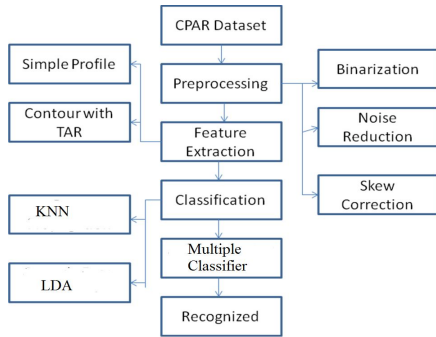 CPAR Dataset
Simple Profile
Preprocessing
Binarization
Contour with
TAR
Feature
Extraction
Noise
Reduction
Classification
Skew
Correction
KNN
Multiple
Classifier
LDA
Recognized